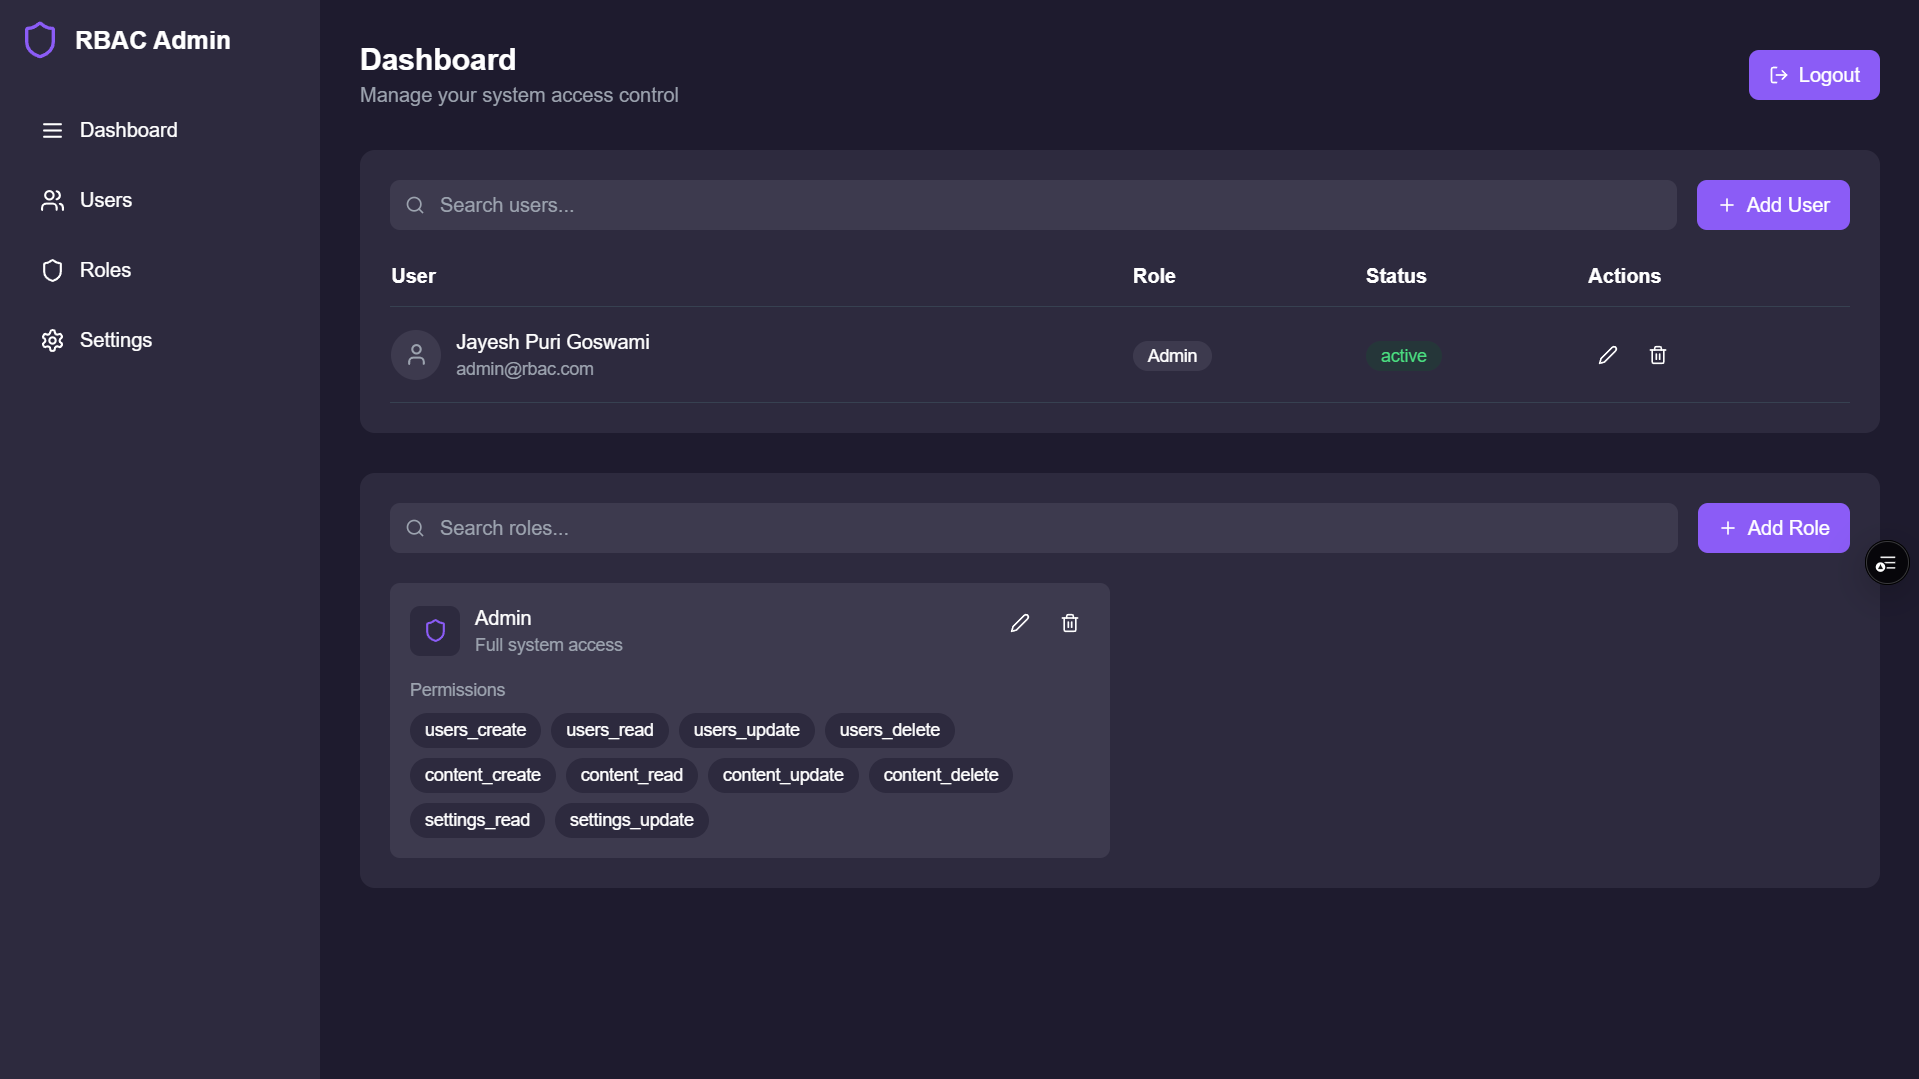 RBAC Admin
Dashboard
Users
Roles
Settings
Dashboard
Manage your system access control
Logout
Search users...
Add User
User Role Status Actions
Jayesh Puri Goswami
admin@rbac.com
Admin
active
Search roles...
Add Role
Admin
Full system access
Permissions
users_create users_read users_update users_delete
content_create content_read content_update content_delete
settings_read settings_update